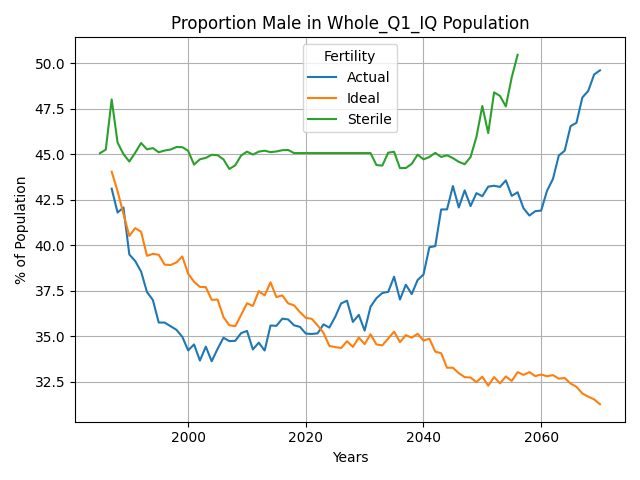 Proportion Male in Whole_Q1_IQ Population
Fertility
Actual
Ideal
Sterile
% of Population
50.0
47.5
45.0
42.5
40.0
37.5
35.0
32.5
2000
2020
2040
2060
Years